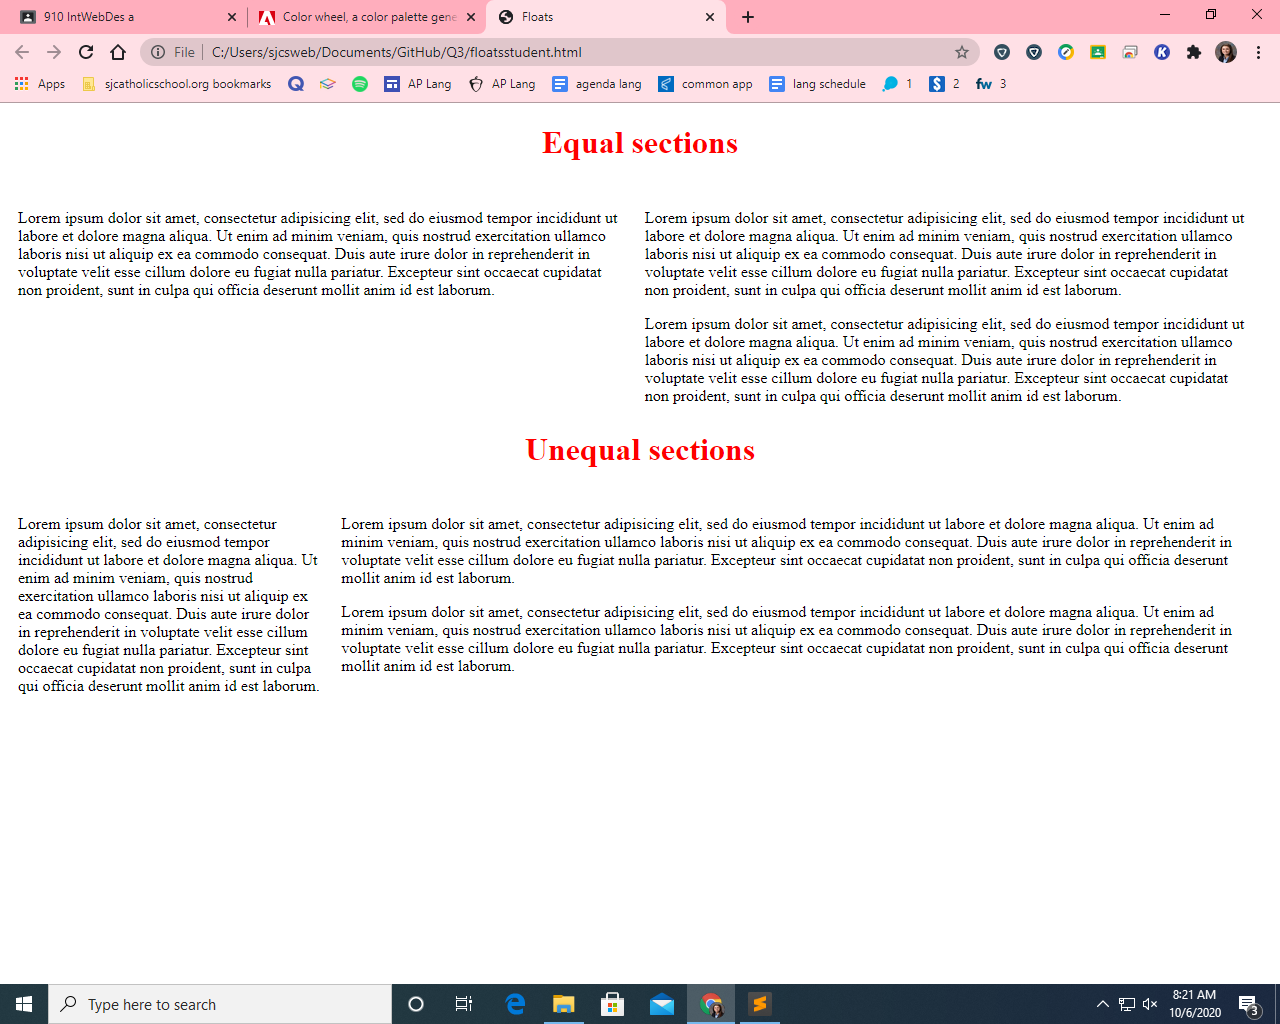 910 IntWebDes a
Color wheel, a color palette gene
Floats
File
C:/Users/sjcsweb/Documents/GitHub/Q3/floatsstudent.html
Apps
sjcatholicschool.org bookmarks
AP Lang
AP Lang
agenda lang
common app
lang schedule
1
2
fw 3
Equal sections
Lorem ipsum dolor sit amet, consectetur adipisicing elit, sed do eiusmod tempor incididunt ut
labore et dolore magna aliqua. Ut enim ad minim veniam, quis nostrud exercitation ullamco
laboris nisi ut aliquip ex ea commodo consequat. Duis aute irure dolor in reprehenderit in
voluptate velit esse cillum dolore eu fugiat nulla pariatur. Excepteur sint occaecat cupidatat
non proident, sunt in culpa qui officia deserunt mollit anim id est laborum.
Lorem ipsum dolor sit amet, consectetur adipisicing elit, sed do eiusmod tempor incididunt ut
labore et dolore magna aliqua. Ut enim ad minim veniam, quis nostrud exercitation ullamco
laboris nisi ut aliquip ex ea commodo consequat. Duis aute irure dolor in reprehenderit in
voluptate velit esse cillum dolore eu fugiat nulla pariatur. Excepteur sint occaecat cupidatat
non proident, sunt in culpa qui officia deserunt mollit anim id est laborum.
Lorem ipsum dolor sit amet, consectetur adipisicing elit, sed do eiusmod tempor incididunt ut
labore et dolore magna aliqua. Ut enim ad minim veniam, quis nostrud exercitation ullamco
laboris nisi ut aliquip ex ea commodo consequat. Duis aute irure dolor in reprehenderit in
voluptate velit esse cillum dolore eu fugiat nulla pariatur. Excepteur sint occaecat cupidatat
non proident, sunt in culpa qui officia deserunt mollit anim id est laborum.
Unequal sections
Lorem ipsum dolor sit amet, consectetur
adipisicing elit, sed do eiusmod tempor
incididunt ut labore et dolore magna aliqua. Ut
enim ad minim veniam, quis nostrud
exercitation ullamco laboris nisi ut aliquip ex
ea commodo consequat. Duis aute irure dolor
in reprehenderit in voluptate velit esse cillum
dolore eu fugiat nulla pariatur. Excepteur sint
occaecat cupidatat non proident, sunt in culpa
qui officia deserunt mollit anim id est laborum.
Lorem ipsum dolor sit amet, consectetur adipisicing elit, sed do eiusmod tempor incididunt ut labore et dolore magna aliqua. Ut enim ad
minim veniam, quis nostrud exercitation ullamco laboris nisi ut aliquip ex ea commodo consequat. Duis aute irure dolor in reprehenderit in
voluptate velit esse cillum dolore eu fugiat nulla pariatur. Excepteur sint occaecat cupidatat non proident, sunt in culpa qui officia deserunt
mollit anim id est laborum.
Lorem ipsum dolor sit amet, consectetur adipisicing elit, sed do eiusmod tempor incididunt ut labore et dolore magna aliqua. Ut enim ad
minim veniam, quis nostrud exercitation ullamco laboris nisi ut aliquip ex ea commodo consequat. Duis aute irure dolor in reprehenderit in
voluptate velit esse cillum dolore eu fugiat nulla pariatur. Excepteur sint occaecat cupidatat non proident, sunt in culpa qui officia deserunt
mollit anim id est laborum.
Type here to search
8:21 AM
10/6/2020
3